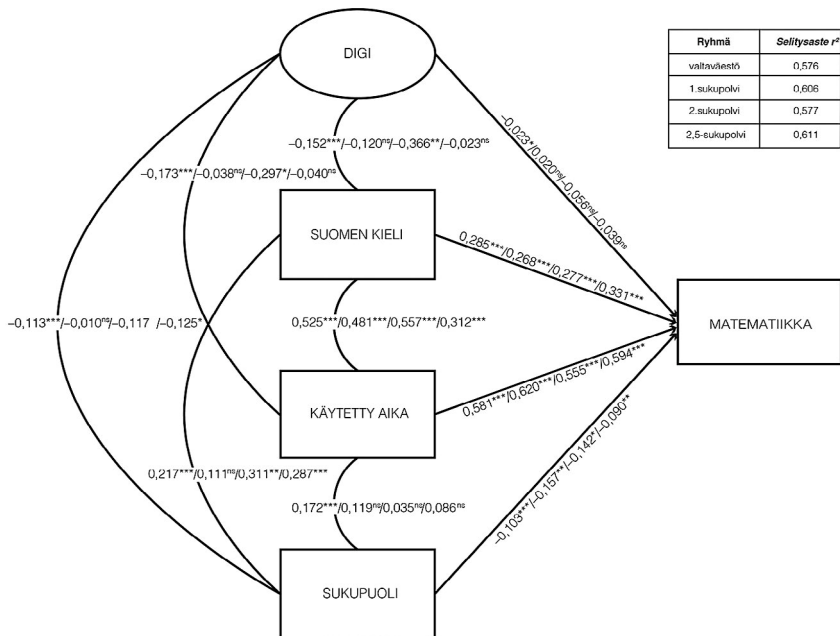 DIGI
Ryhmä Selitysaste r²
valtaväestö 0,576
1.sukupolvi 0,606
2.sukupolvi 0,577
2,5-sukupolvi 0,611
–0,152***/–0,120ns/–0,366**/–0,023ns
–0,023*/0,020ns/–0,056ns/–0,039ns
–0,173***/–0,038ns/–0,297*/–0,040ns
SUOMEN KIELI
0,285***/0,268***/0,277***/0,331***
–0,113***/–0,010ns/–0,117 /–0,125*
0,525***/0,481***/0,557***/0,312***
MATEMATIIKKA
KÄYTETTY AIKA
0,581***/0,620***/0,555***/0,594***
0,217***/0,111ns/0,311**/0,287***
0,172***/0,119ns/0,035ns/0,086ns
–0,103***/–0,157**/–0,142*/–0,090**
SUKUPUOLI